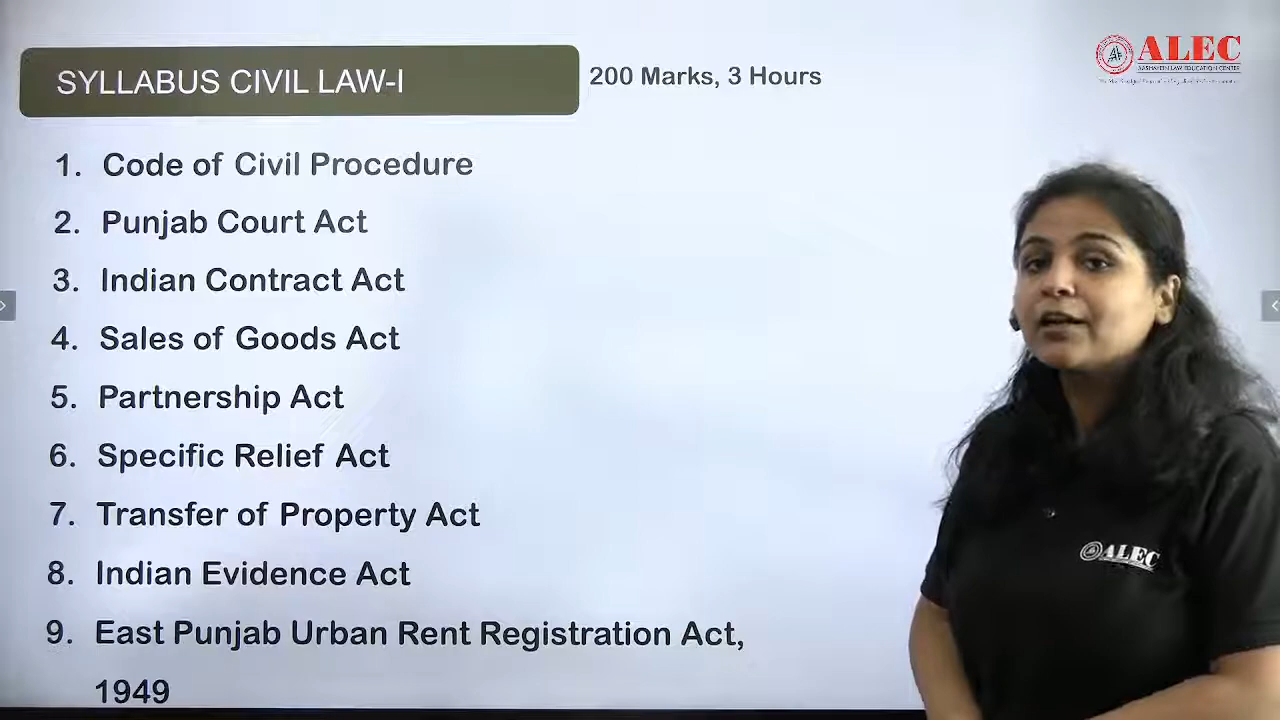 SYLLABUS CIVIL LAW-I
200 Marks, 3 Hours
ALEC
1. Code of Civil Procedure
2. Punjab Court Act
3. Indian Contract Act
4. Sales of Goods Act
5. Partnership Act
6. Specific Relief Act
7. Transfer of Property Act
8. Indian Evidence Act
9. East Punjab Urban Rent Registration Act,
1949
ALEC